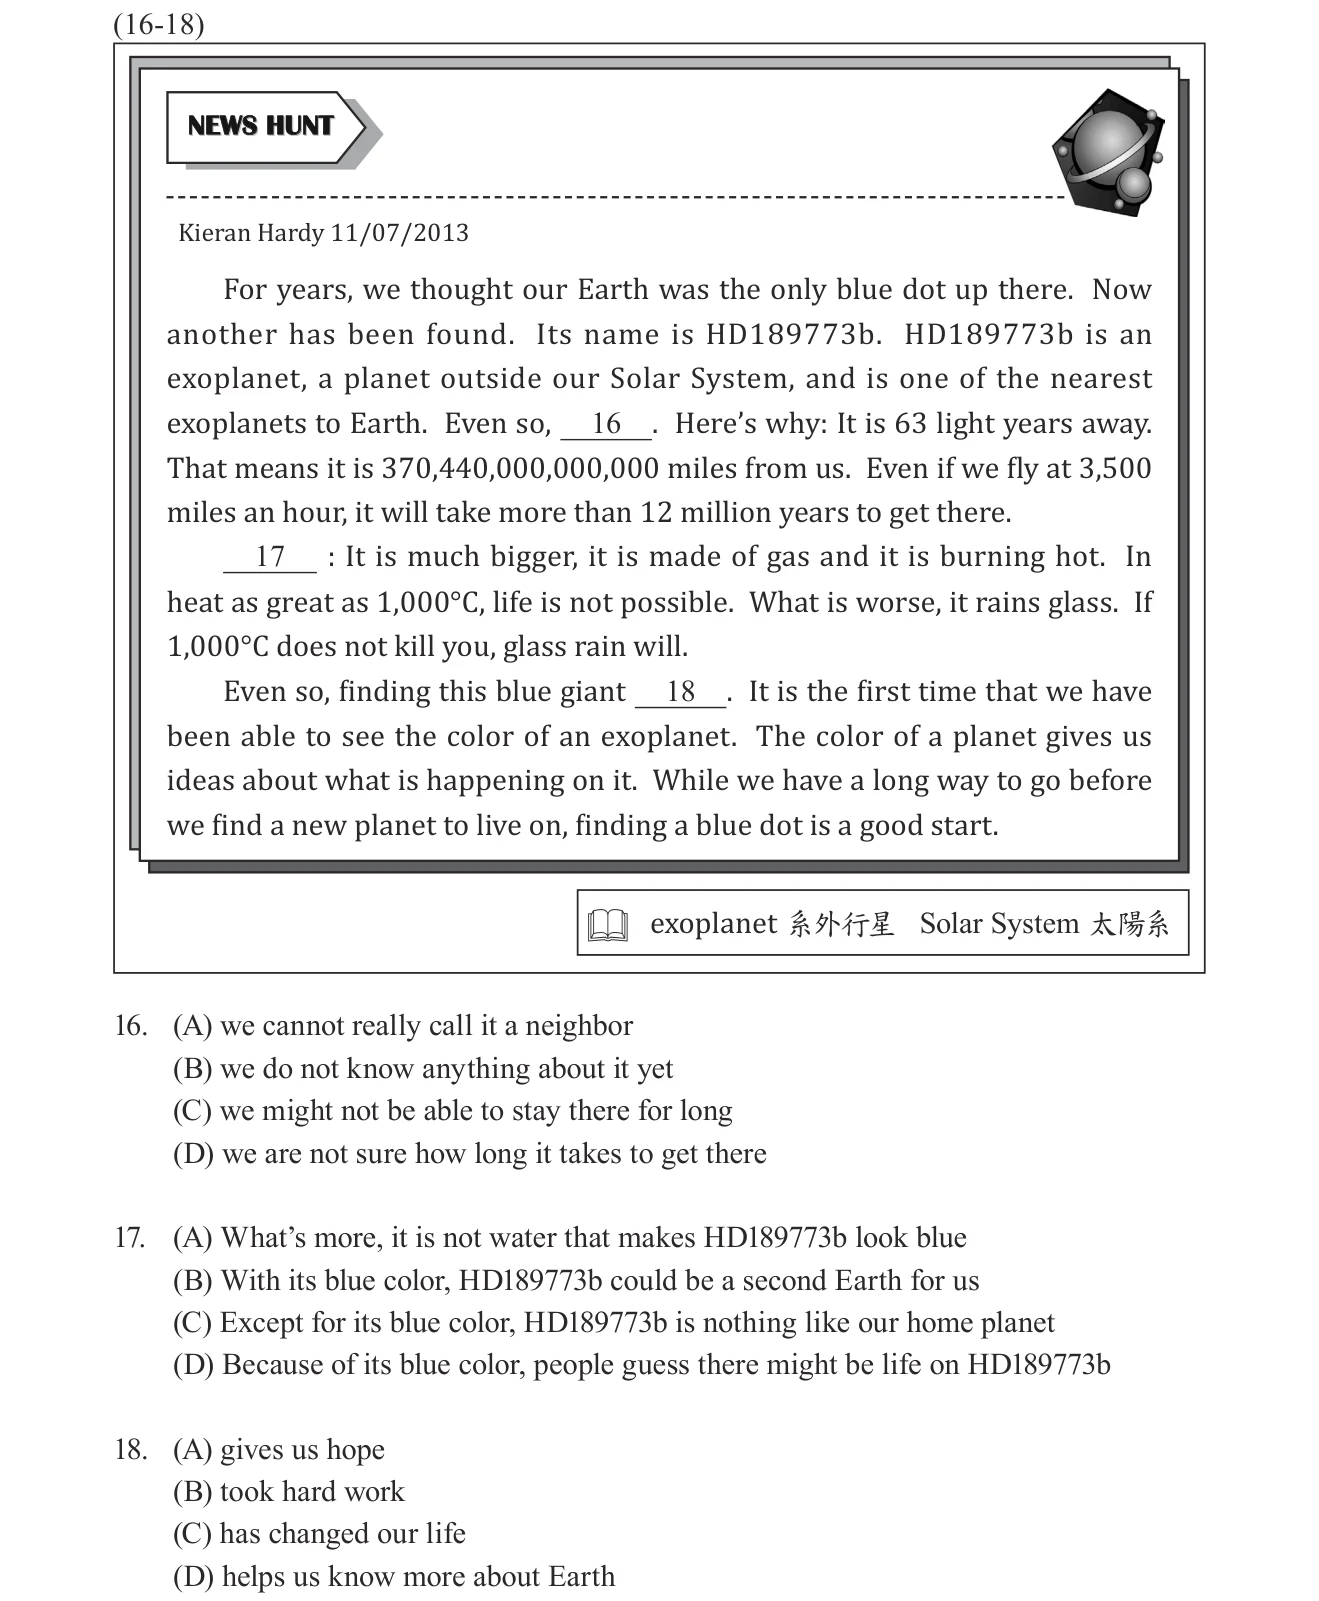 (16-18)
NEWS HUNT
Kieran Hardy 11/07/2013
For years, we thought our Earth was the only blue dot up there. Now
another has been found. Its name is HD189773b. HD189773b is an
exoplanet, a planet outside our Solar System, and is one of the nearest
exoplanets to Earth. Even so, 16 . Here's why: It is 63 light years away.
That means it is 370,440,000,000,000 miles from us. Even if we fly at 3,500
miles an hour, it will take more than 12 million years to get there.
17 : It is much bigger, it is made of gas and it is burning hot. In
heat as great as 1,000°C, life is not possible. What is worse, it rains glass. If
1,000°C does not kill you, glass rain will.
Even so, finding this blue giant 18 . It is the first time that we have
been able to see the color of an exoplanet. The color of a planet gives us
ideas about what is happening on it. While we have a long way to go before
we find a new planet to live on, finding a blue dot is a good start.
exoplanet 系外行星 Solar System 太陽系
16. (A) we cannot really call it a neighbor
(B) we do not know anything about it yet
(C) we might not be able to stay there for long
(D) we are not sure how long it takes to get there
17. (A) What's more, it is not water that makes HD189773b look blue
(B) With its blue color, HD189773b could be a second Earth for us
(C) Except for its blue color, HD189773b is nothing like our home planet
(D) Because of its blue color, people guess there might be life on HD189773b
18. (A) gives us hope
(B) took hard work
(C) has changed our life
(D) helps us know more about Earth